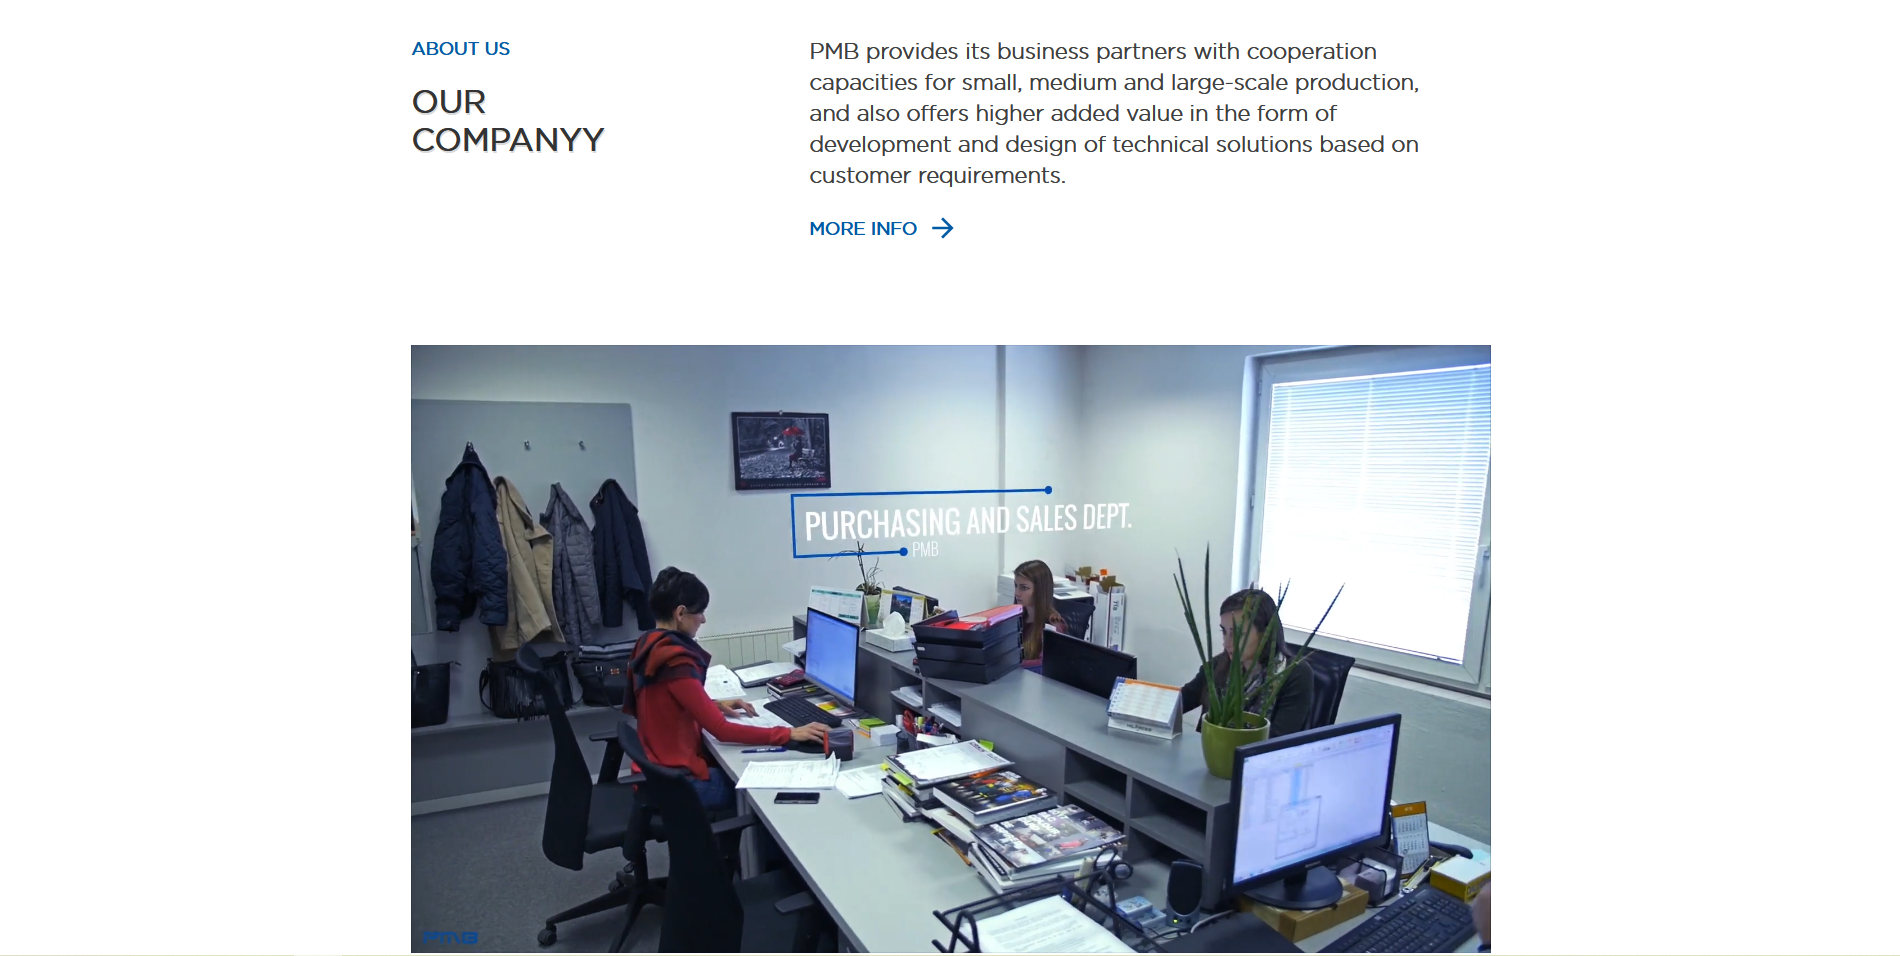 ABOUT US
OUR
COMPANYY
PMB provides its business partners with cooperation
capacities for small, medium and large-scale production,
and also offers higher added value in the form of
development and design of technical solutions based on
customer requirements.
MORE INFO
PURCHASING AND SALES DEPT.
PMB
PMB